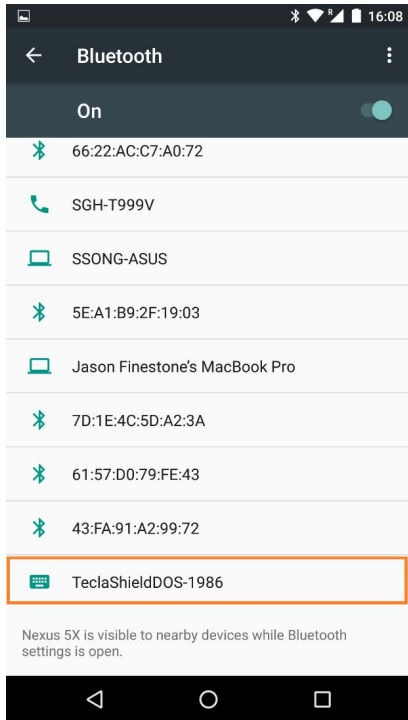 R 16:08
Bluetooth
On
66:22:AC:C7:A0:72
SGH-T999V
SSONG-ASUS
5E:A1:B9:2F:19:03
Jason Finestone’s MacBook Pro
7D:1E:4C:5D:A2:3A
61:57:D0:79:FE:43
43:FA:91:A2:99:72
TeclaShieldDOS-1986
Nexus 5X is visible to nearby devices while Bluetooth
settings is open.